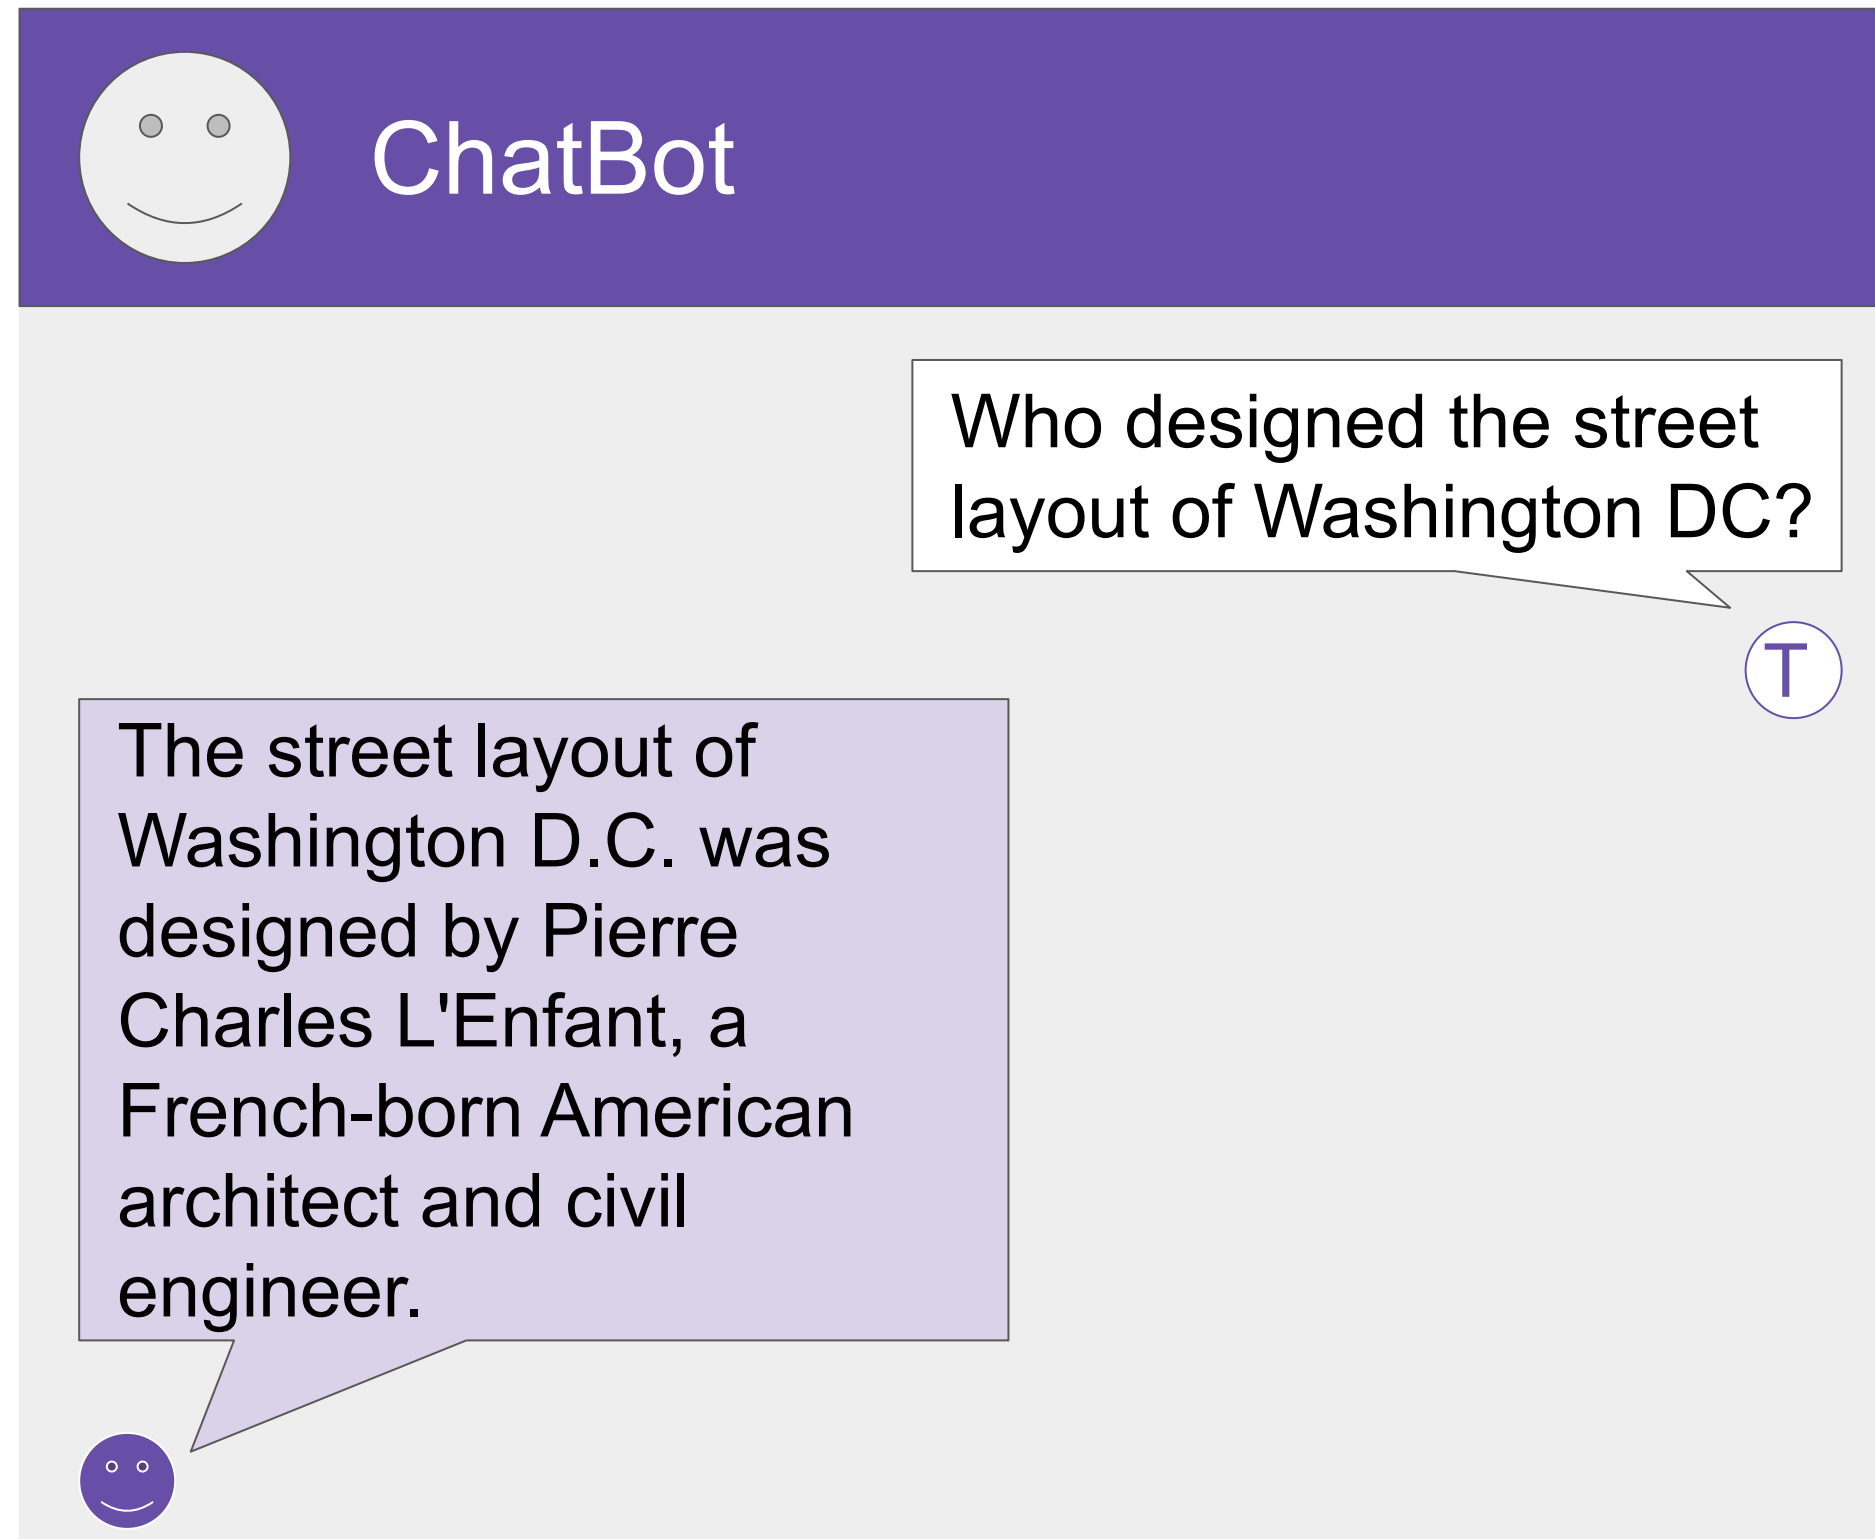 ChatBot
Who designed the street
layout of Washington DC?
T
The street layout of
Washington D.C. was
designed by Pierre
Charles L'Enfant, a
French-born American
architect and civil
engineer.